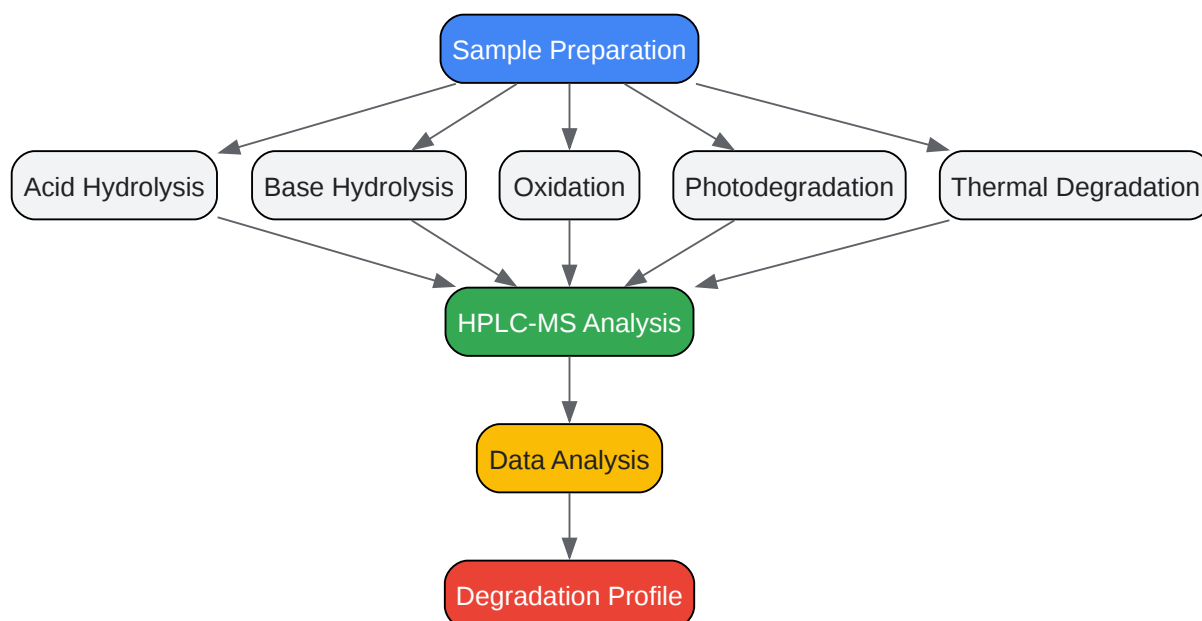 Sample Preparation
Acid Hydrolysis
Base Hydrolysis
Oxidation
Photodegradation
Thermal Degradation
HPLC-MS Analysis
Data Analysis
Degradation Profile